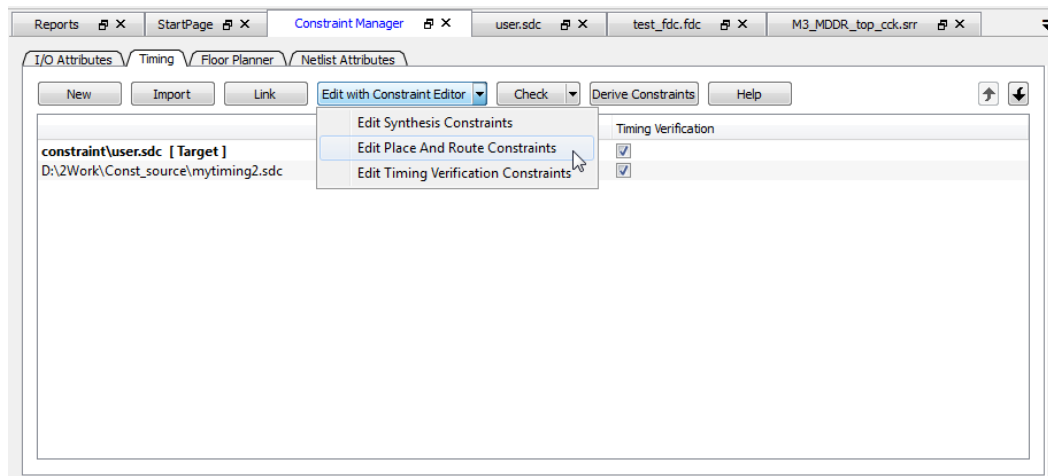 Reports StartPage Constraint Manager user.sdc test_fdc.fdc M3_MDDR_top_cck.srr
I/O Attributes Timing Floor Planner Netlist Attributes
New Import Link Edit with Constraint Editor Check Derive Constraints Help
Edit Synthesis Constraints
Timing Verification
Edit Place And Route Constraints
constraint\user.sdc [ Target ]
D:\2Work\Const_source\mytiming2.sdc
Edit Timing Verification Constraints